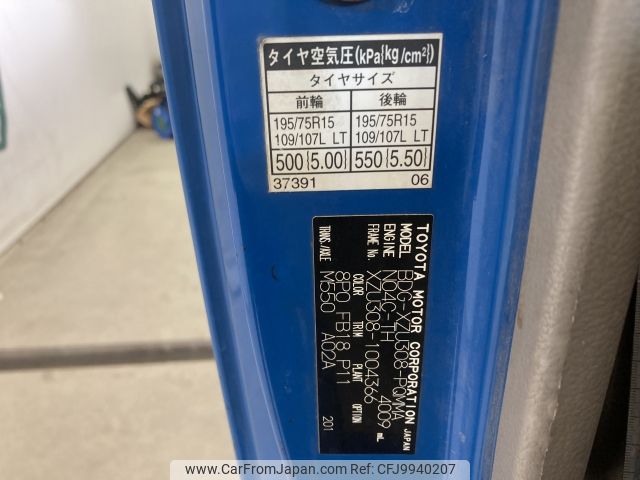 タイヤ空気圧(kPa{kg/cm²})
タイヤサイズ
前輪 後輪
195/75R15 195/75R15
109/107L LT 109/107L LT
500{5.00} 550{5.50}
37391 06
TOYOTA MOTOR CORPORATION JAPAN
MODEL BDG-XZU308-PQMMA
ENGINE N04C-TH 4009 mL
FRAME No. XZU308-1004366
COLOR TRIM PLANT OPTION
8P0 FB18 P11
TRANS./AXLE M550 A02A
201
www.CarFromJapan.com (C)Goonet REF:CFJ9940207